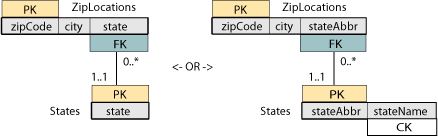 PK ZipLocations
zipCode city state
FK
0..*
1..1
PK
States state
<- OR ->
PK ZipLocations
zipCode city stateAbbr
FK
0..*
1..1
PK
States stateAbbr stateName
CK